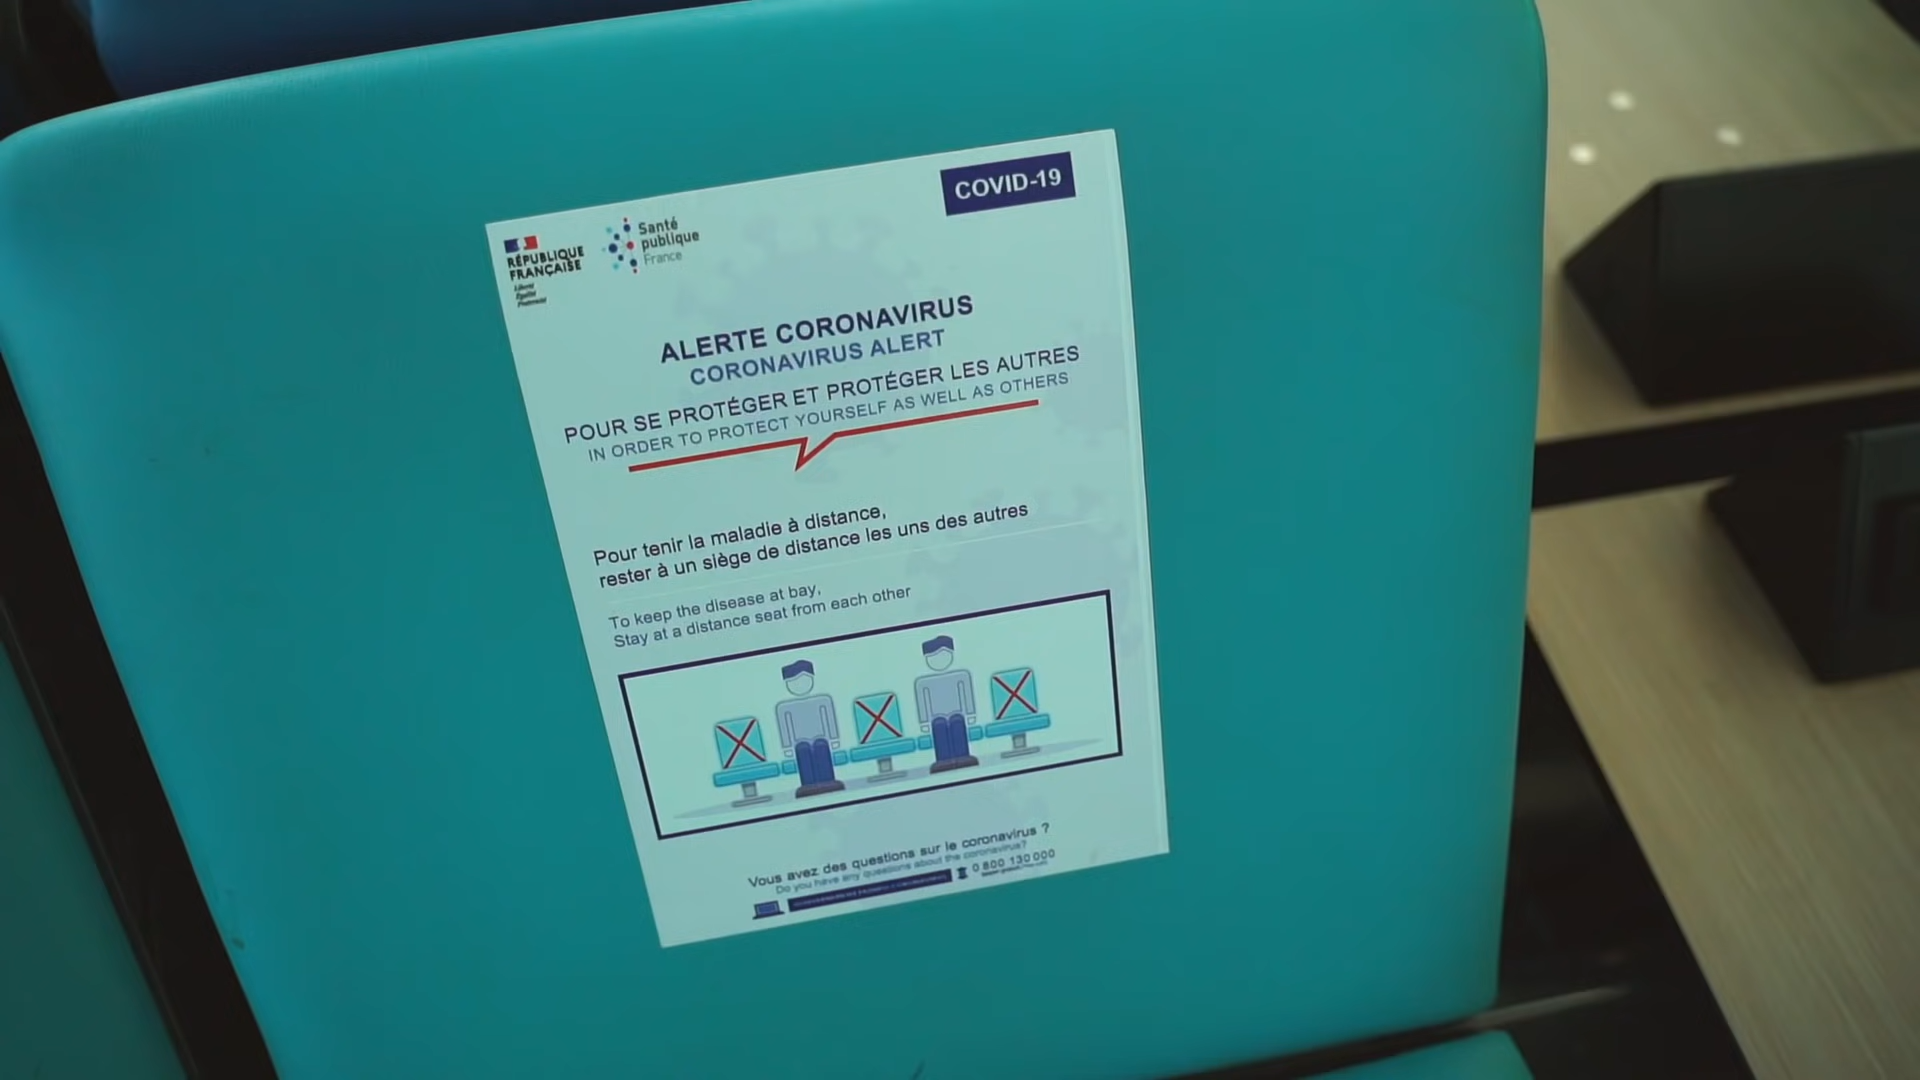 COVID-19
RÉPUBLIQUE
FRANÇAISE
Liberté
Égalité
Fraternité
Santé
publique
France
ALERTE CORONAVIRUS
CORONAVIRUS ALERT
POUR SE PROTÉGER ET PROTÉGER LES AUTRES
IN ORDER TO PROTECT YOURSELF AS WELL AS OTHERS
Pour tenir la maladie à distance,
rester à un siège de distance les uns des autres
To keep the disease at bay,
Stay at a distance seat from each other
Vous avez des questions sur le coronavirus ?
Do you have any questions about the coronavirus?
0 800 130 000